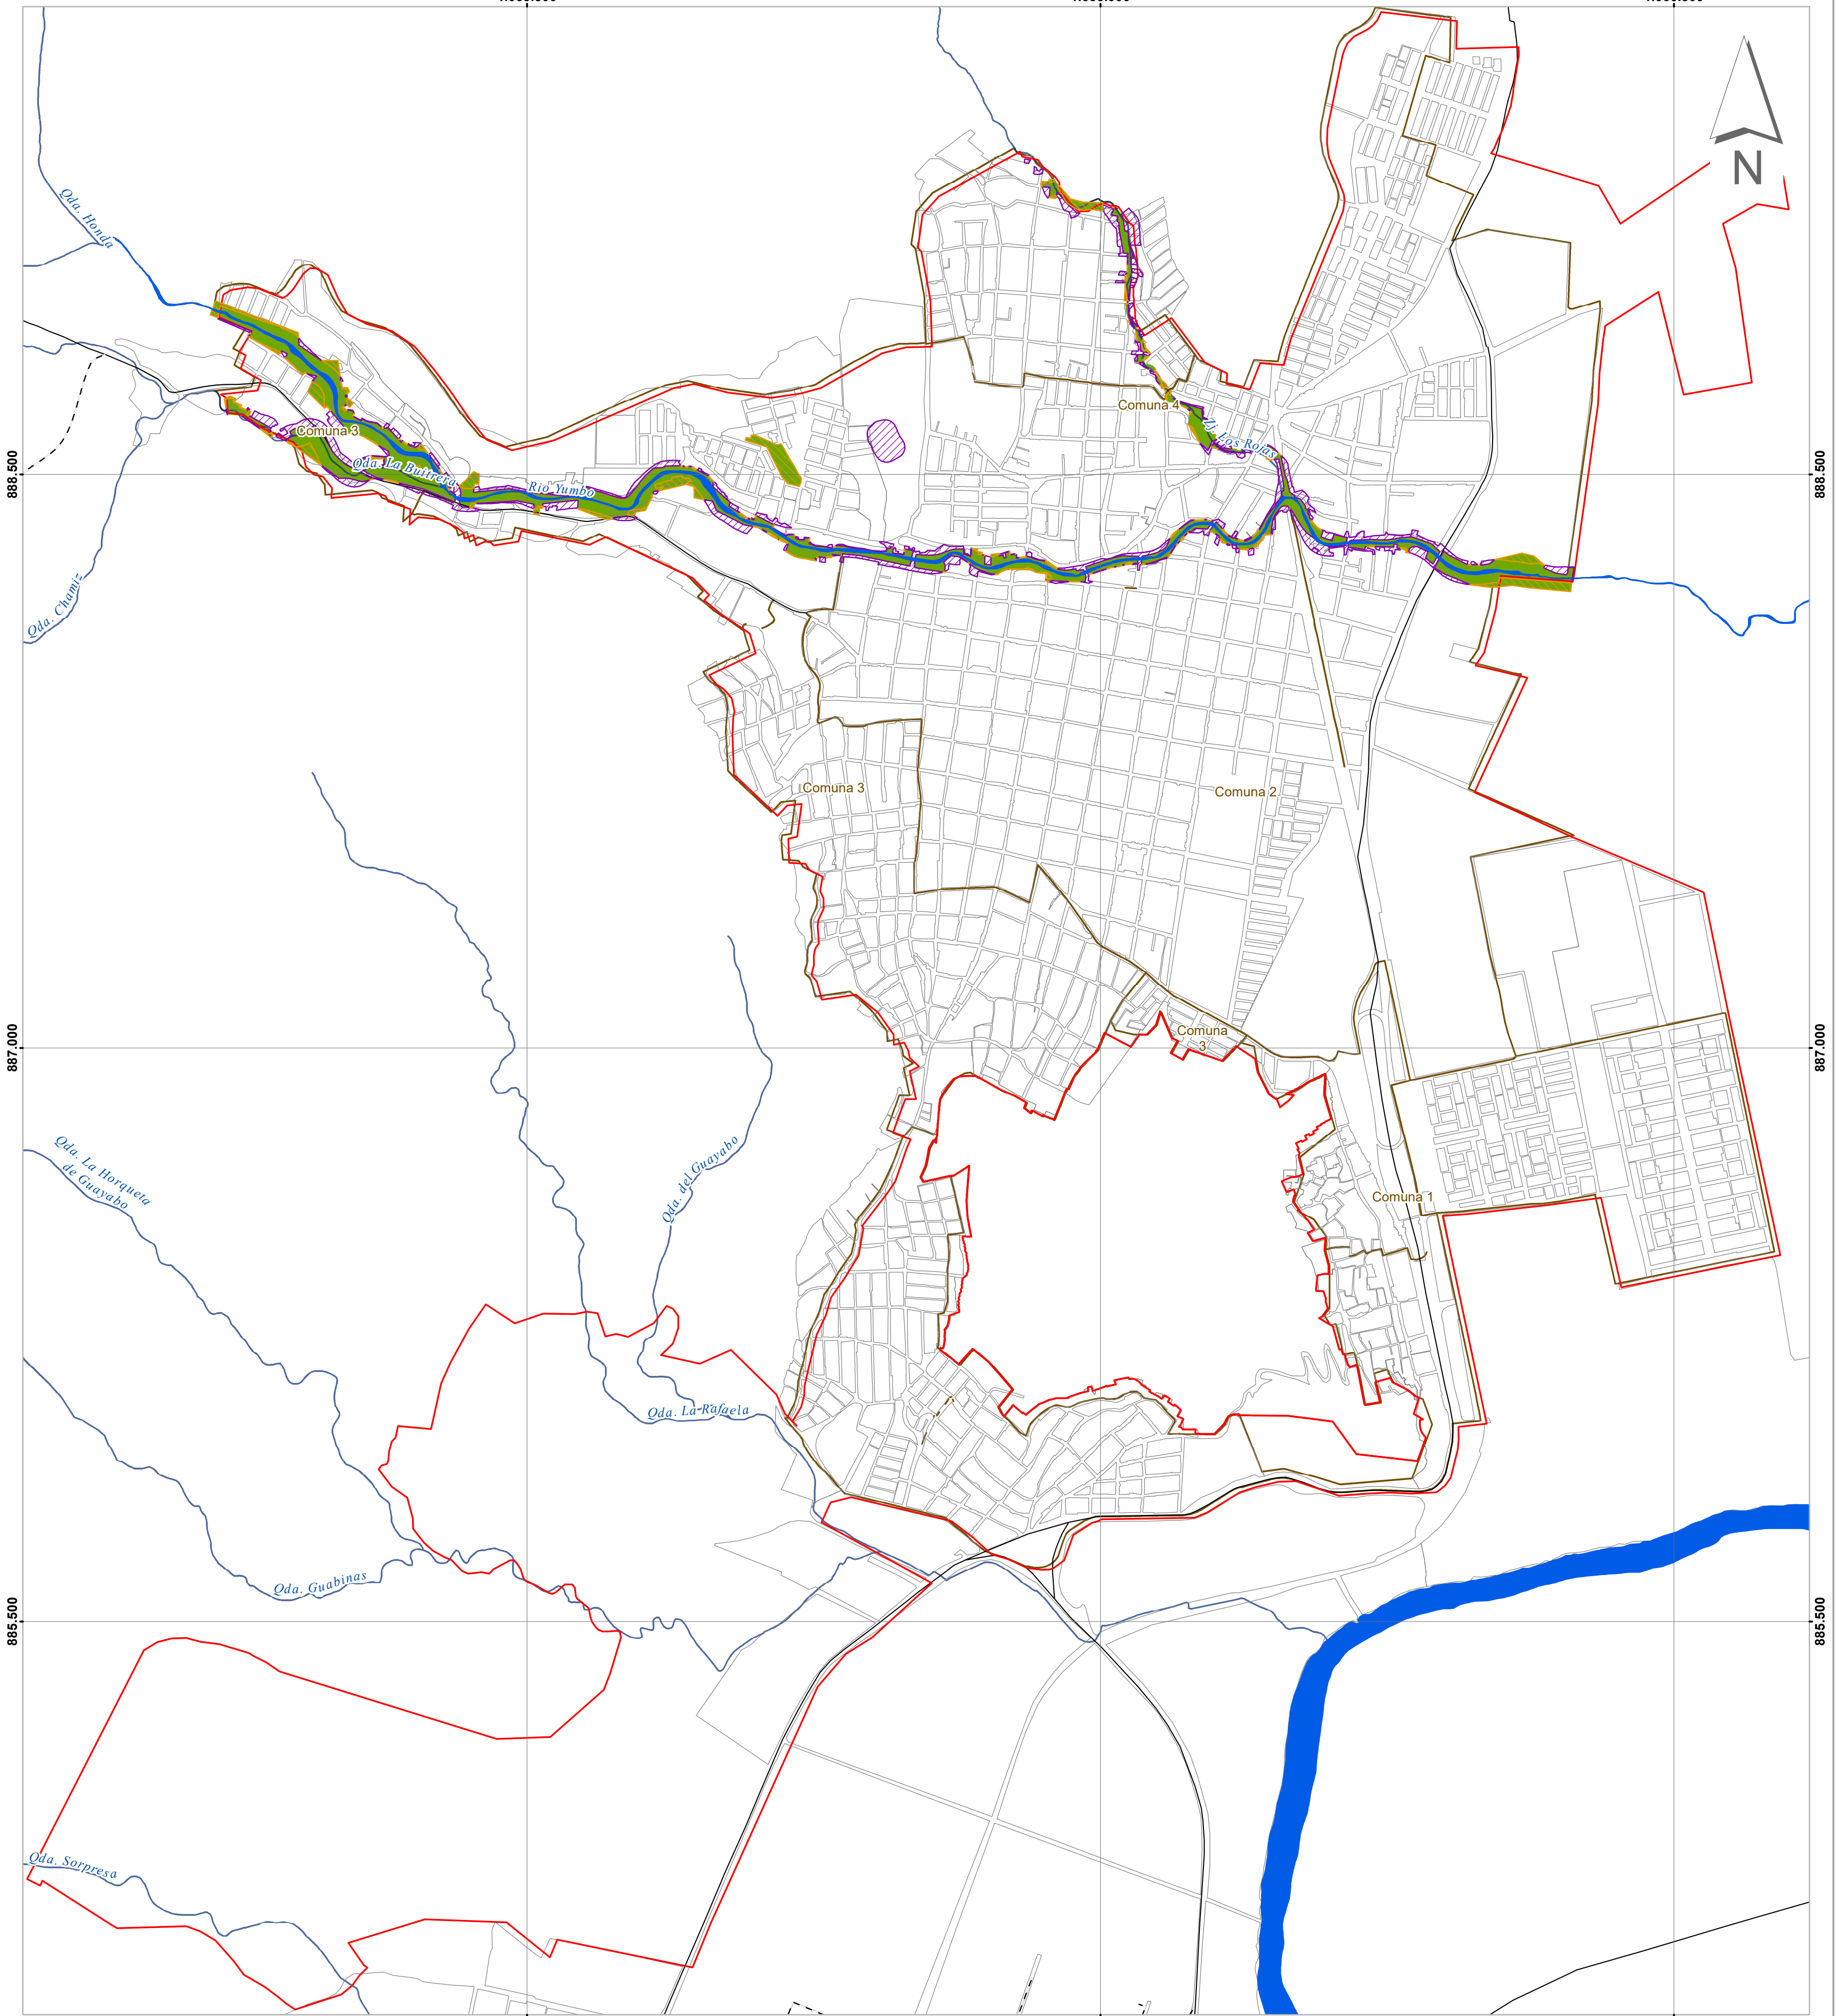 N
Qda. Honda
Comuna 4
Zj. Los Rojas
Comuna 3
Qda. La Buitrera
Río Yumbo
888.500
888.500
Qda. Chamiz
Comuna 3
Comuna 2
Comuna
3
887.000
887.000
Qda. La Horqueta
de Guayabo
Qda. del Guayabo
Comuna 1
Qda. La Rafaela
Qda. Guabinas
885.500
885.500
Qda. Sorpresa